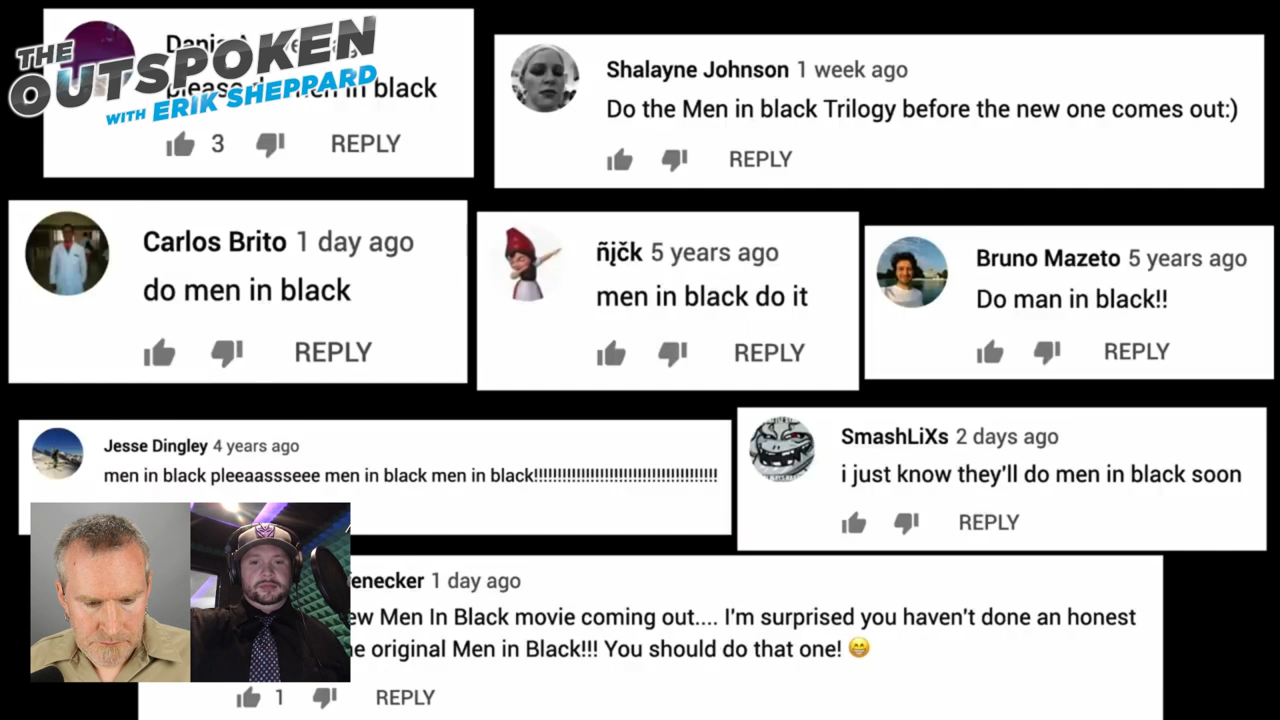 THE
OUTSPOKEN
WITH ERIK SHEPPARD
in black
3 REPLY
Shalayne Johnson 1 week ago
Do the Men in black Trilogy before the new one comes out:)
REPLY
Carlos Brito 1 day ago
do men in black
REPLY
ñįčk 5 years ago
men in black do it
REPLY
Bruno Mazeto 5 years ago
Do man in black!!
REPLY
Jesse Dingley 4 years ago
men in black pleeaassseee men in black men in black!!!!!!!!!!!!!!!!!!!!!!!!!!!!!!!!!!!!!!!
SmashLiXs 2 days ago
i just know they'll do men in black soon
REPLY
enecker 1 day ago
ew Men In Black movie coming out.... I'm surprised you haven't done an honest
e original Men in Black!!! You should do that one! 😁
1 REPLY